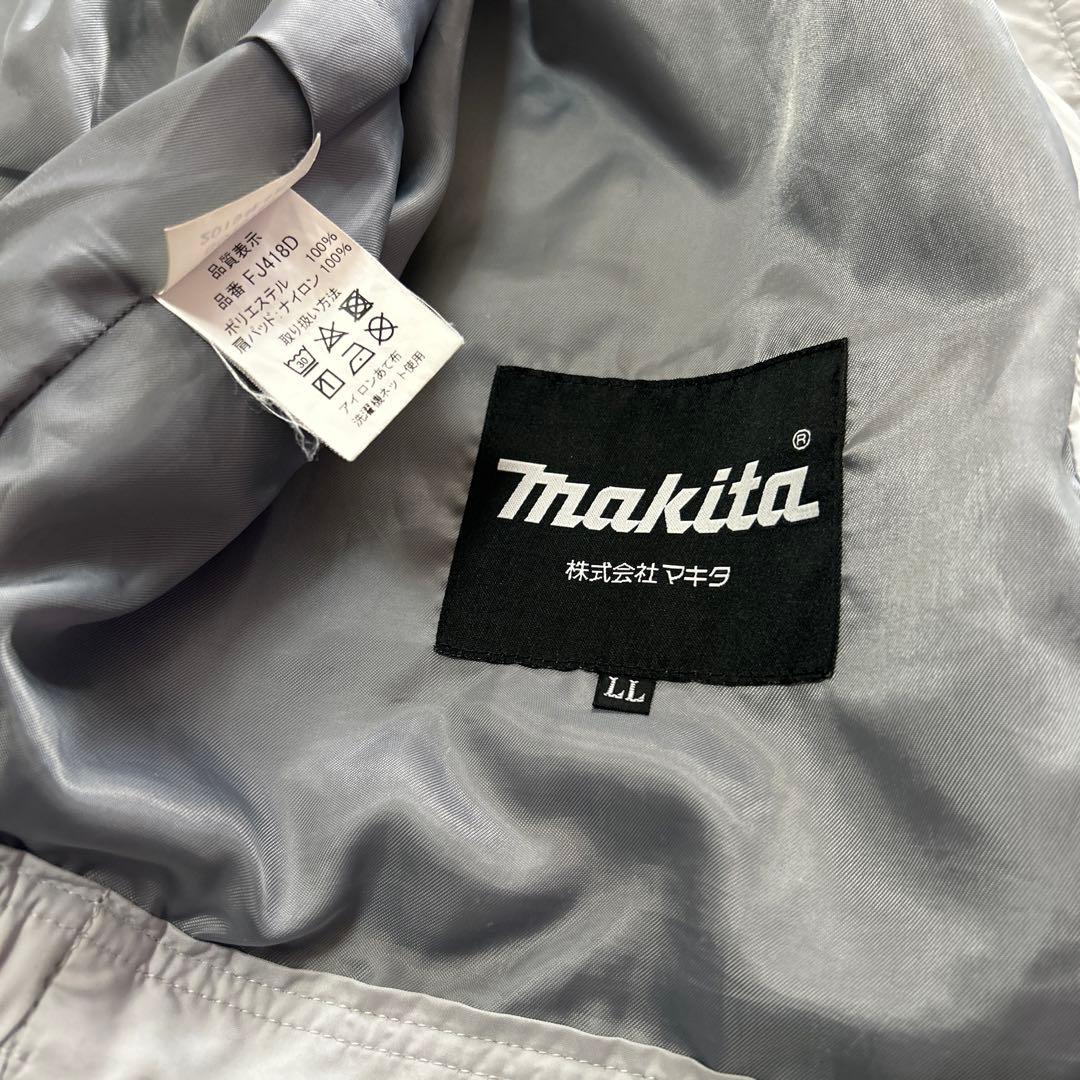 品質表示
品番 FJ418D
ポリエステル 100%
肩パッド:ナイロン 100%
取り扱い方法
30
アイロンあて布
洗濯機ネット使用
makita®
株式会社マキタ
LL